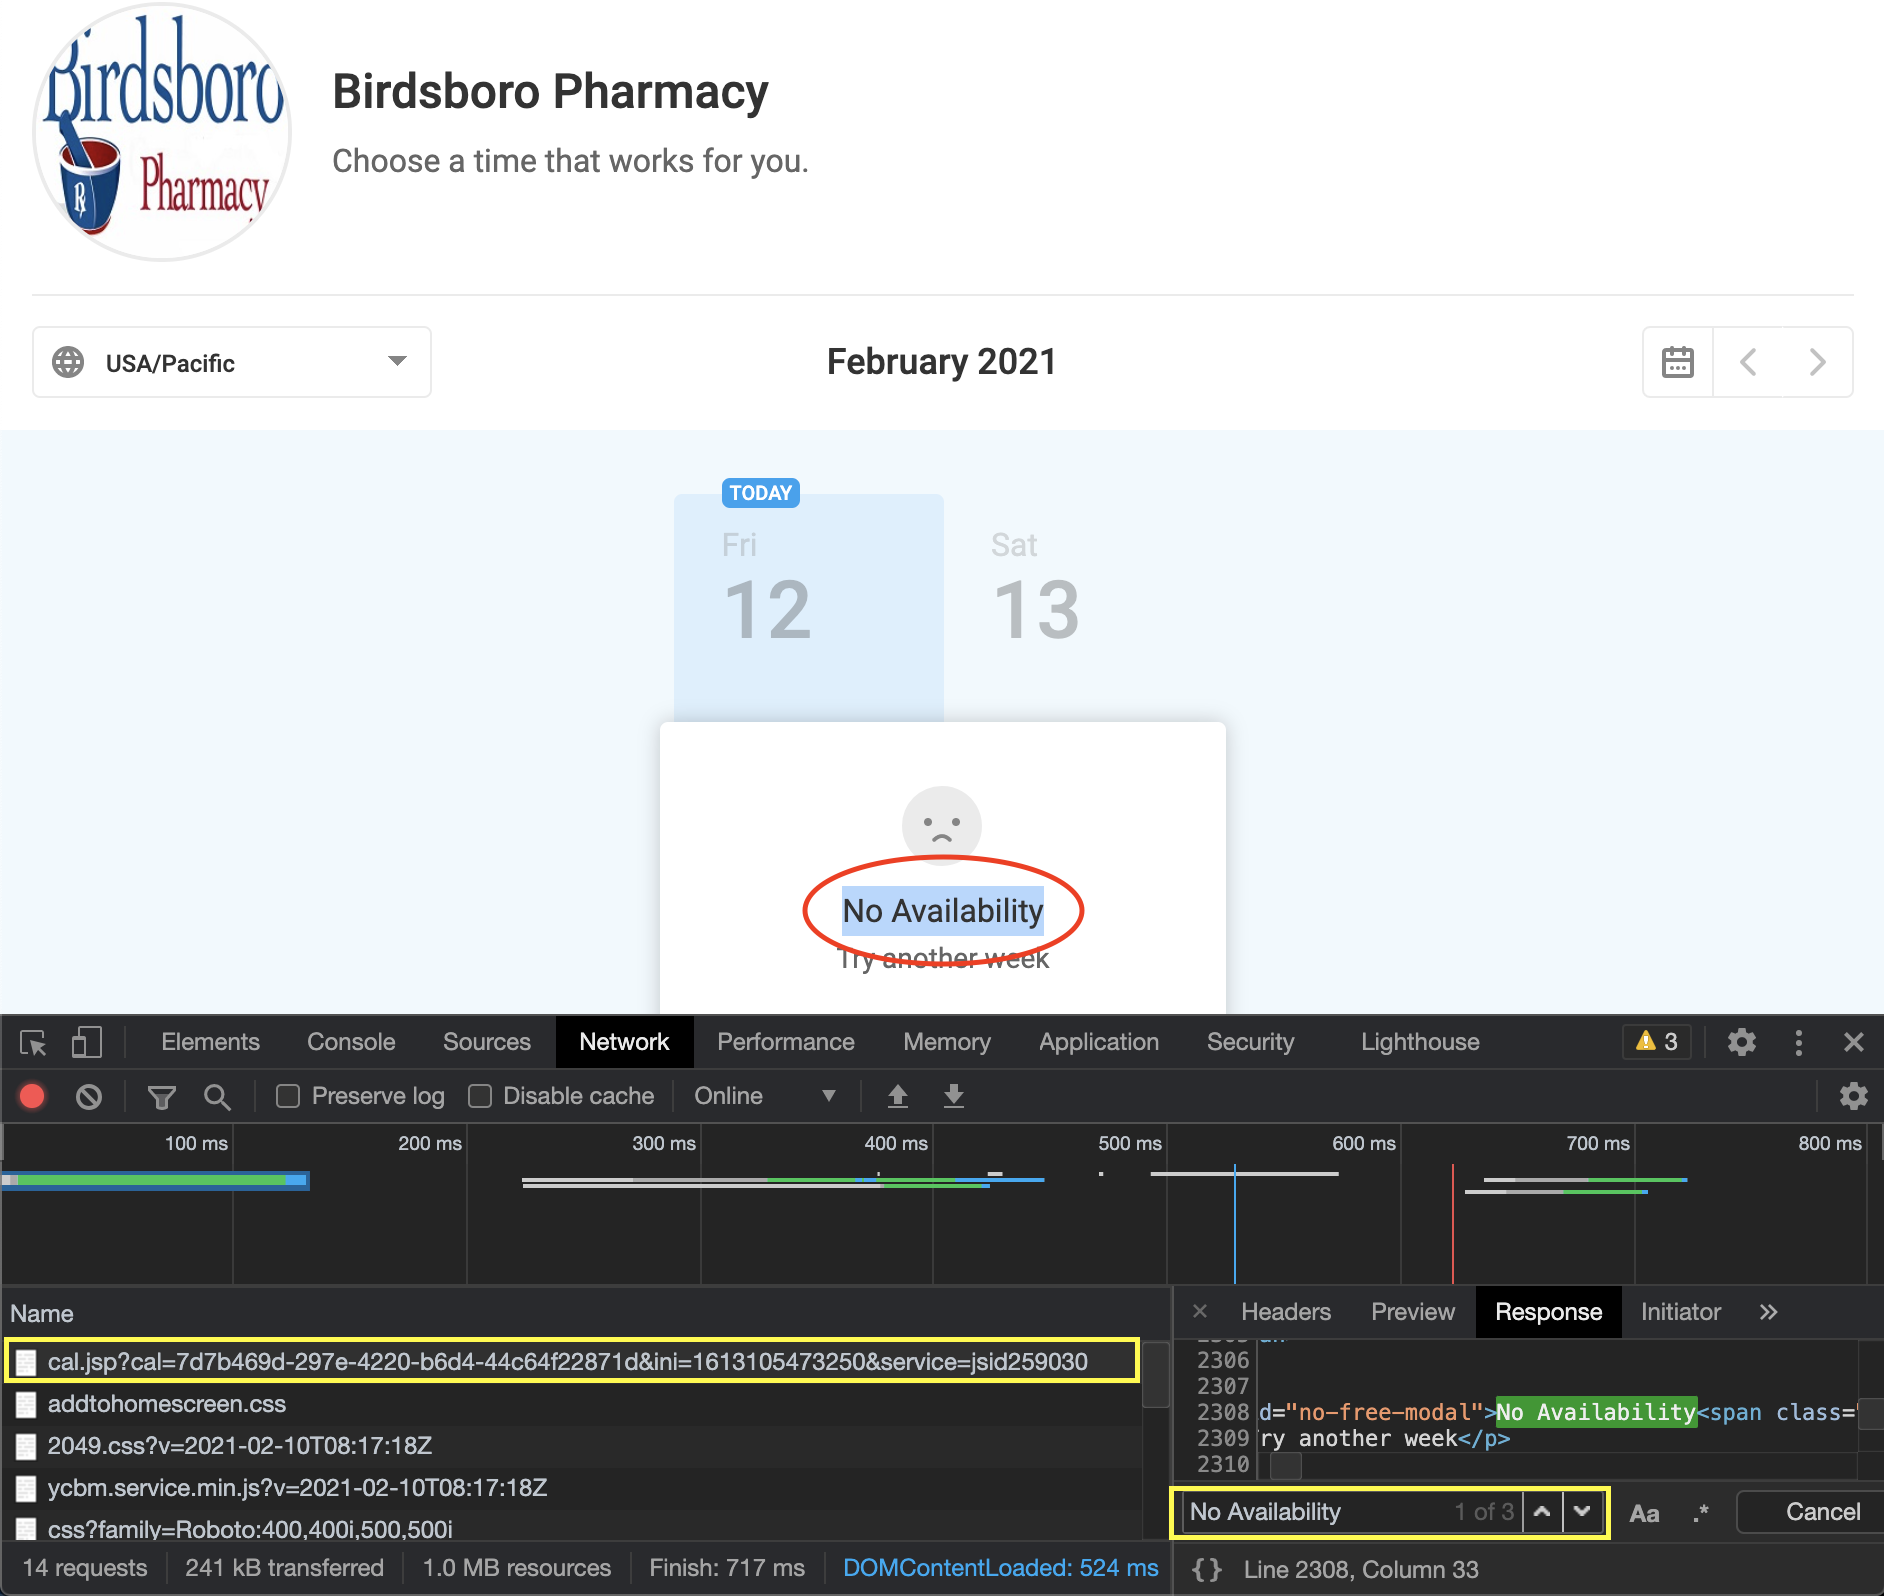 Birdsboro
Pharmacy
Birdsboro Pharmacy
Choose a time that works for you.
USA/Pacific
February 2021
TODAY
Fri
12
Sat
13
No Availability
Try another week
Elements Console Sources Network Performance Memory Application Security Lighthouse 3
Preserve log Disable cache Online
100 ms 200 ms 300 ms 400 ms 500 ms 600 ms 700 ms 800 ms
Name
cal.jsp?cal=7d7b469d-297e-4220-b6d4-44c64f22871d&ini=1613105473250&service=jsid259030
addtohomescreen.css
2049.css?v=2021-02-10T08:17:18Z
ycbm.service.min.js?v=2021-02-10T08:17:18Z
css?family=Roboto:400,400i,500,500i
14 requests 241 kB transferred 1.0 MB resources Finish: 717 ms DOMContentLoaded: 524 ms
Headers Preview Response Initiator
2306
2307
2308 d="no-free-modal">No Availability<span class=
2309 ry another week</p>
2310
No Availability 1 of 3 Aa .* Cancel
{} Line 2308, Column 33